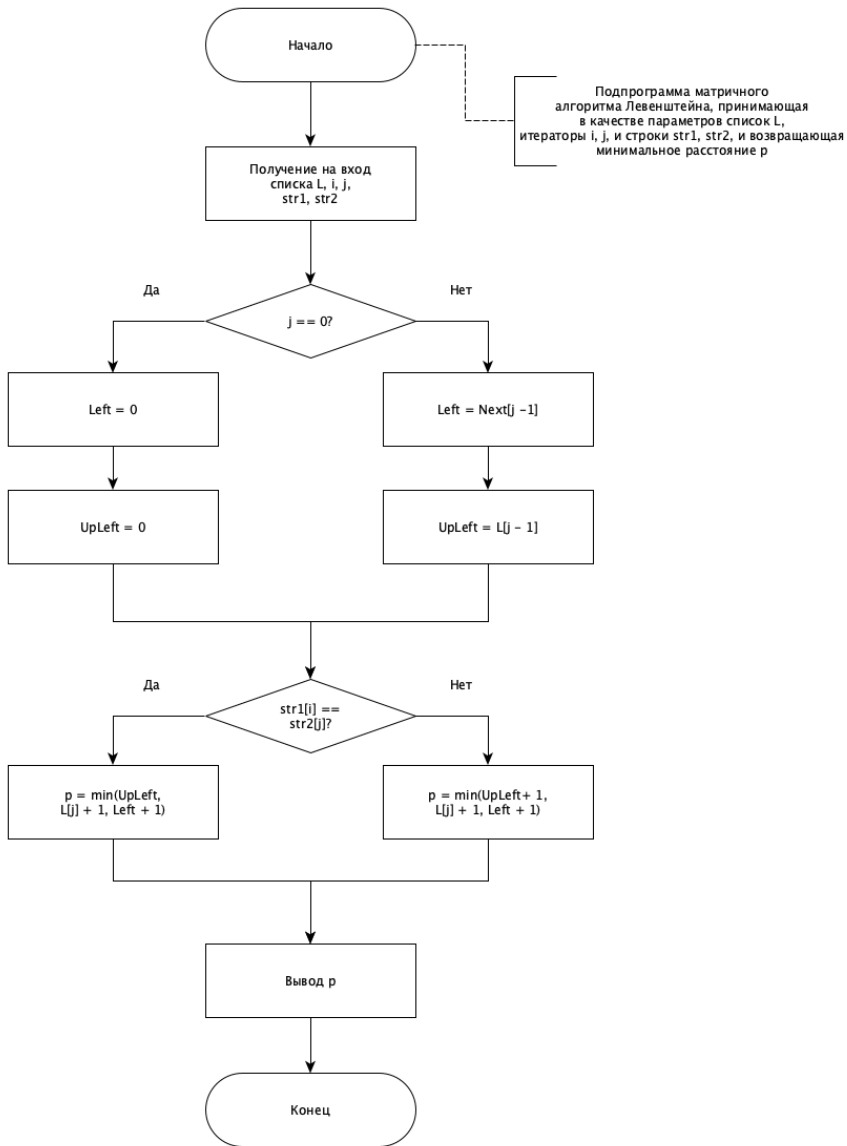 Начало
Подпрограмма матричного
алгоритма Левенштейна, принимающая
в качестве параметров список L,
итераторы i, j, и строки str1, str2, и возвращающая
минимальное расстояние p
Получение на вход
списка L, i, j,
str1, str2
Да
Нет
j == 0?
Left = 0
Left = Next[j -1]
UpLeft = 0
UpLeft = L[j - 1]
Да
Нет
str1[i] ==
str2[j]?
p = min(UpLeft,
L[j] + 1, Left + 1)
p = min(UpLeft+ 1,
L[j] + 1, Left + 1)
Вывод p
Конец